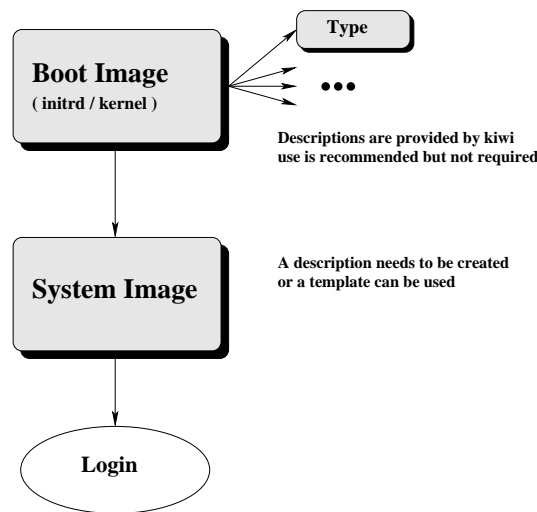 Type
Boot Image
( initrd / kernel )
Descriptions are provided by kiwi
use is recommended but not required
System Image
A description needs to be created
or a template can be used
Login